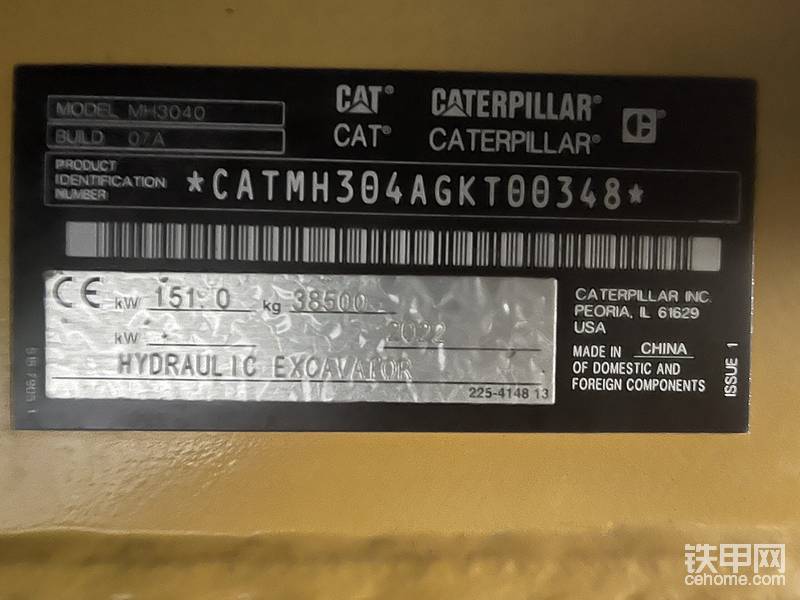 MODEL MH3040
BUILD 07A
CAT® CATERPILLAR®
CAT® CATERPILLAR®
PRODUCT
IDENTIFICATION
NUMBER
*CATMH304AGKT00348*
CE kW 151.0 kg 38500
kW 2022
HYDRAULIC EXCAVATOR
225-4148 13
CATERPILLAR INC.
PEORIA, IL 61629
USA
MADE IN CHINA
OF DOMESTIC AND
FOREIGN COMPONENTS
ISSUE 1
铁甲网
cehome.com